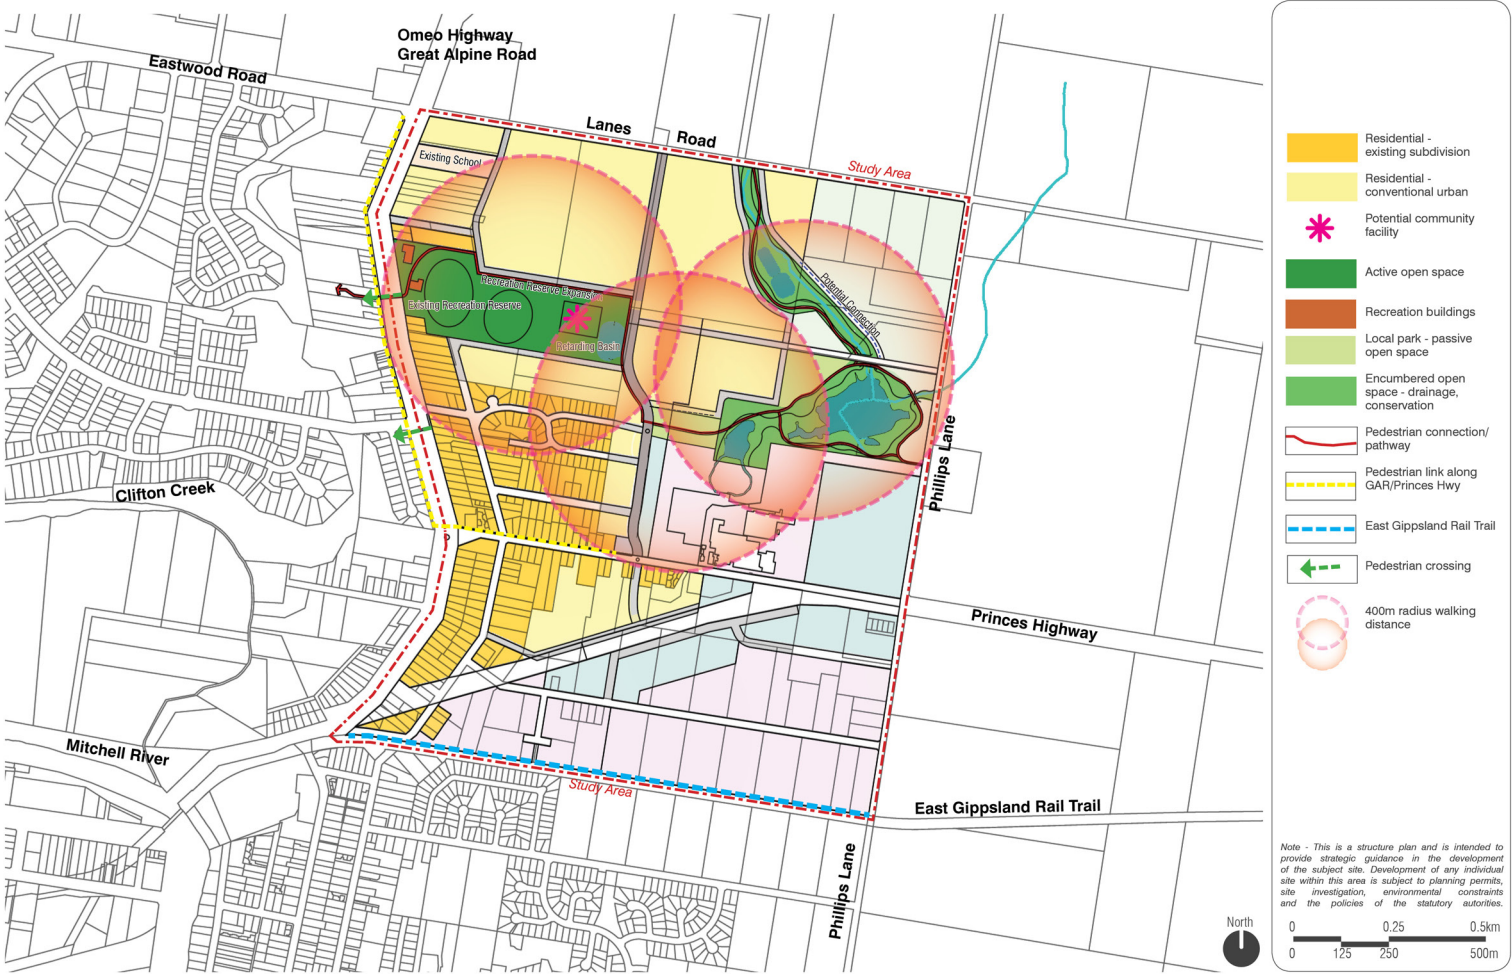 Omeo Highway
Great Alpine Road
Eastwood Road
Lanes Road
Study Area
Existing School
Recreation Reserve Expansion
Existing Recreation Reserve
Retarding Basin
Potential Connection
Phillips Lane
Clifton Creek
Princes Highway
Mitchell River
Study Area
East Gippsland Rail Trail
Phillips Lane
North
Residential -
existing subdivision
Residential -
conventional urban
Potential community
facility
Active open space
Recreation buildings
Local park - passive
open space
Encumbered open
space - drainage,
conservation
Pedestrian connection/
pathway
Pedestrian link along
GAR/Princes Hwy
East Gippsland Rail Trail
Pedestrian crossing
400m radius walking
distance
Note - This is a structure plan and is intended to
provide strategic guidance in the development
of the subject site. Development of any individual
site within this area is subject to planning permits,
site investigation, environmental constraints
and the policies of the statutory autorities.
0 0.25 0.5km
0 125 250 500m